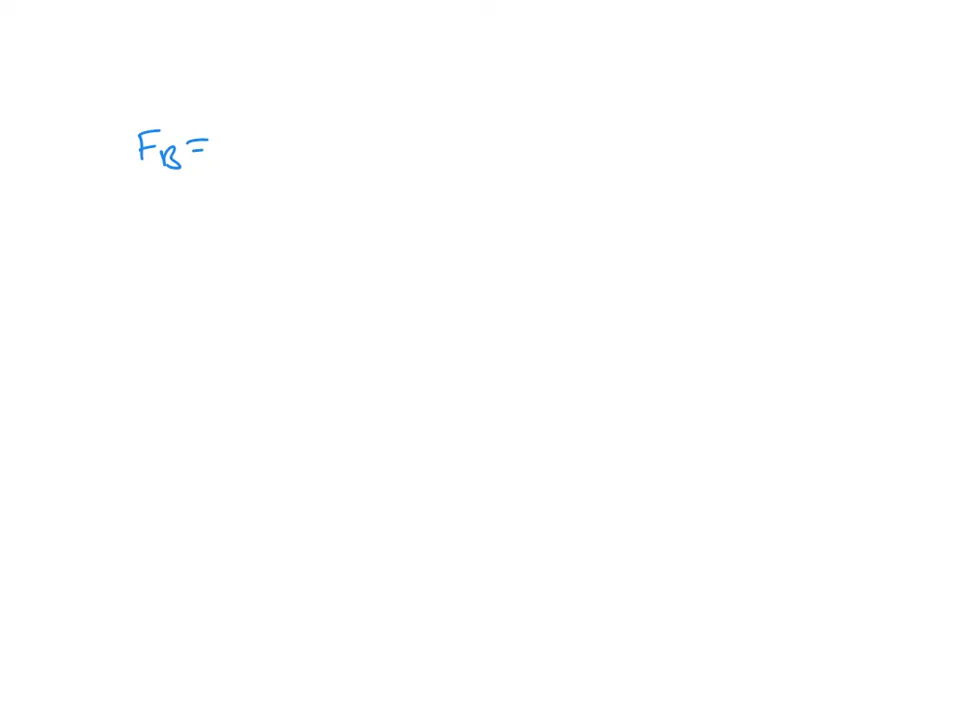 F_B =